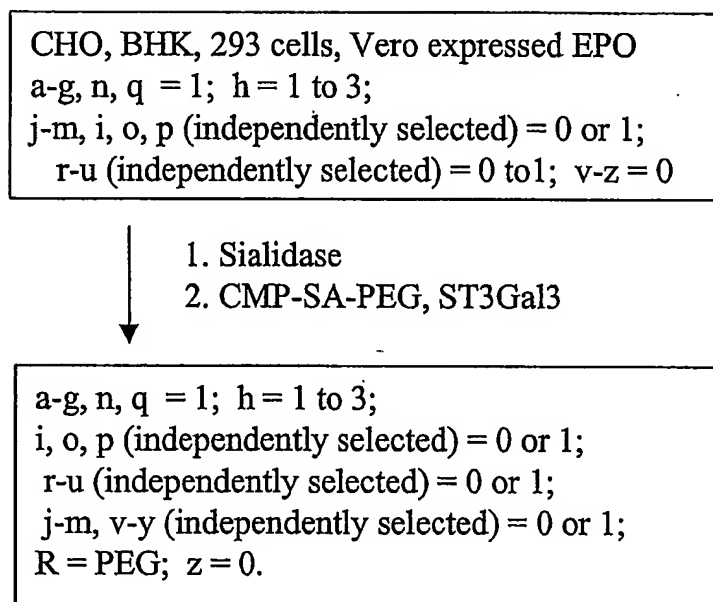 CHO, BHK, 293 cells, Vero expressed EPO
a-g, n, q = 1; h = 1 to 3;
j-m, i, o, p (independently selected) = 0 or 1;
r-u (independently selected) = 0 to1; v-z = 0
1. Sialidase
2. CMP-SA-PEG, ST3Gal3
a-g, n, q = 1; h = 1 to 3;
i, o, p (independently selected) = 0 or 1;
r-u (independently selected) = 0 or 1;
j-m, v-y (independently selected) = 0 or 1;
R = PEG; z = 0.